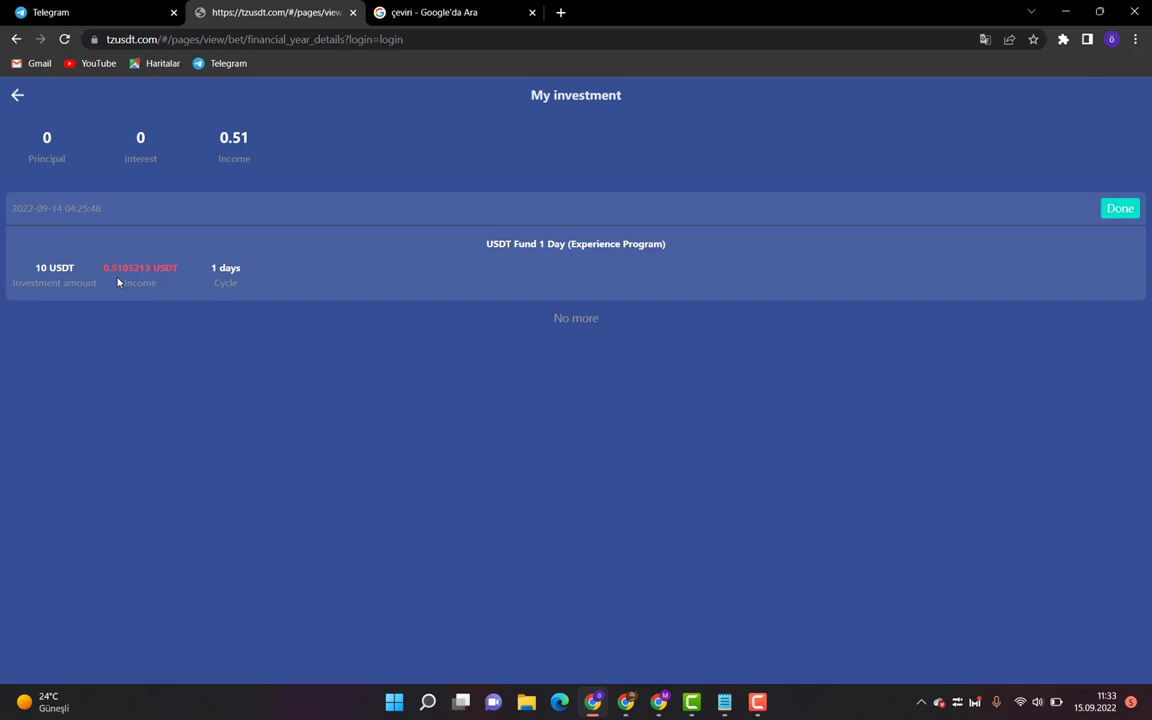 Telegram
https://tzusdt.com/#/pages/view
çeviri - Google'da Ara
tzusdt.com/#/pages/view/bet/financial_year_details?login=login
Gmail
YouTube
Haritalar
Telegram
My investment
0
0
0.51
Principal
Interest
Income
2022-09-14 04:25:48
Done
USDT Fund 1 Day (Experience Program)
10 USDT
0.5105213 USDT
1 days
Investment amount
Income
Cycle
No more
24°C
Güneşli
11:33
15.09.2022
5